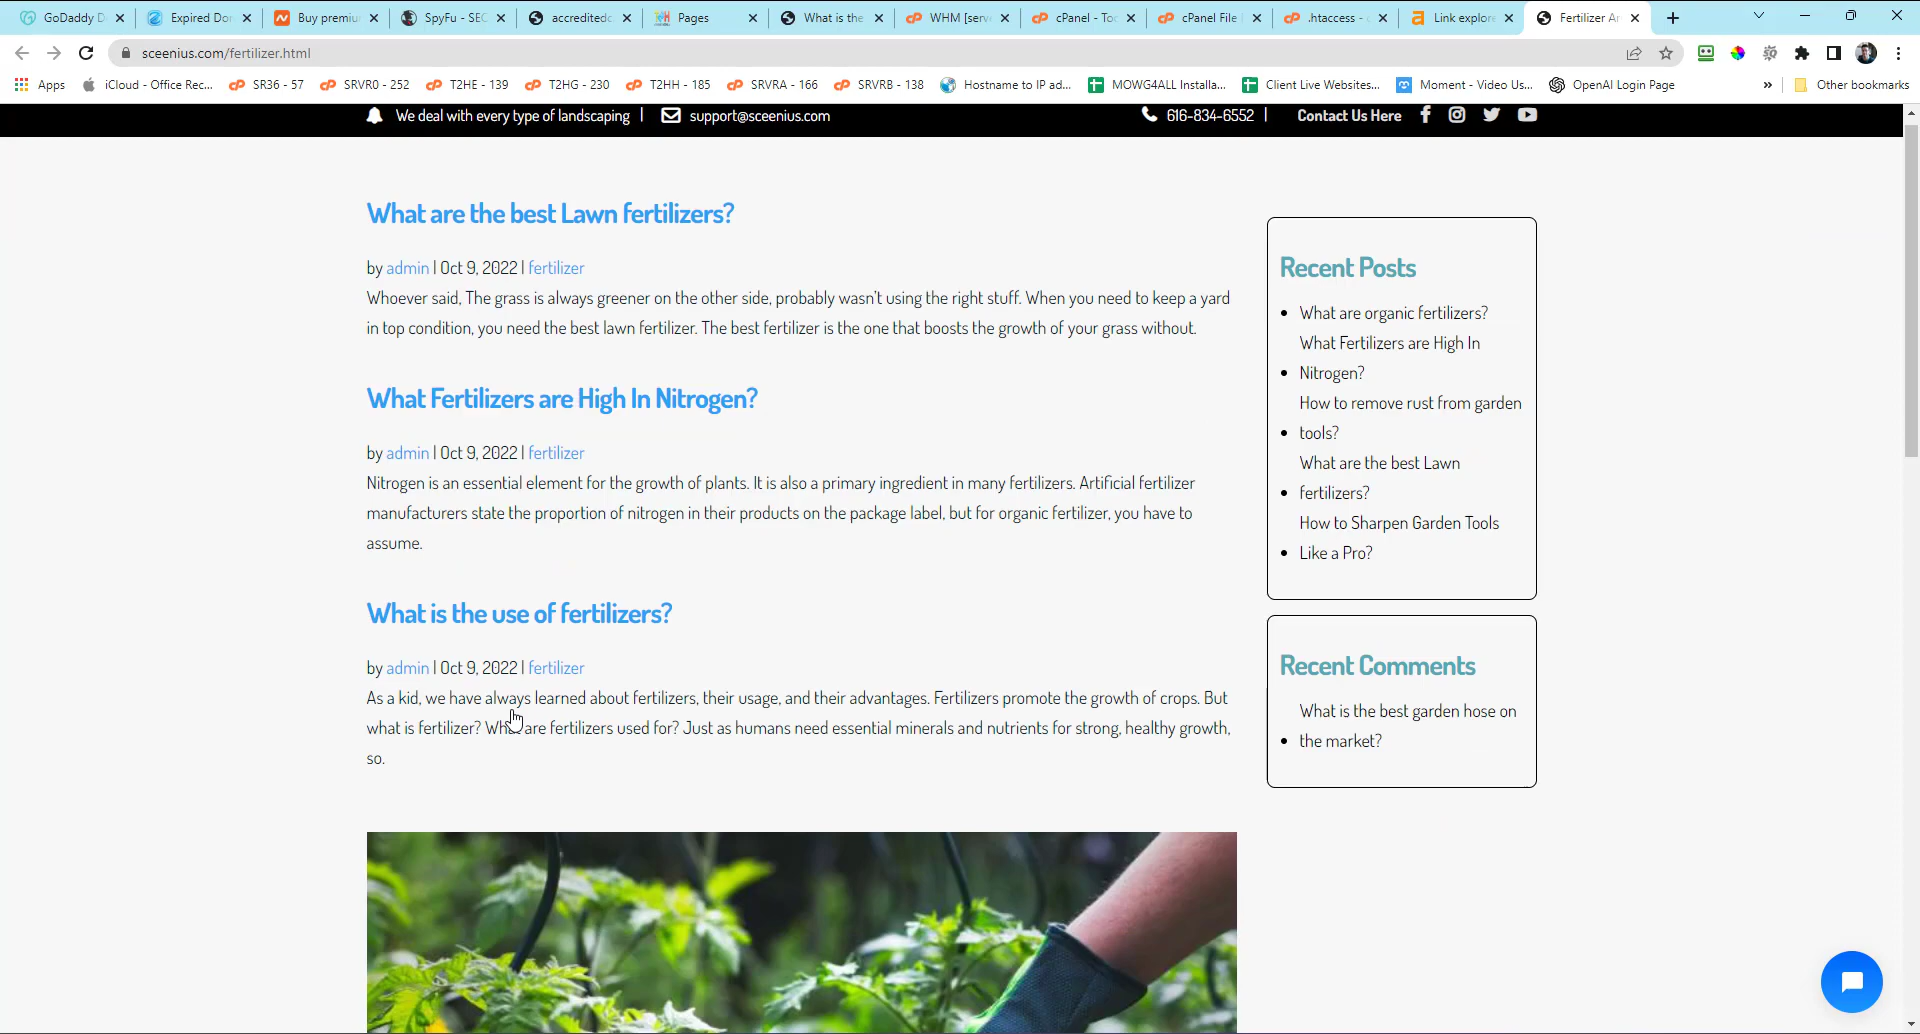 GoDaddy D
Expired Do
Buy premiu
SpyFu - SE
accreditedc
Pages
What is the
WHM [serv
cPanel - To
cPanel File
.htaccess - c
Link explor
Fertilizer Ar
sceenius.com/fertilizer.html
Apps
iCloud - Office Rec...
SR36 - 57
SRVR0 - 252
T2HE - 139
T2HG - 230
T2HH - 185
SRVRA - 166
SRVRB - 138
Hostname to IP ad...
MOWG4ALL Installa...
Client Live Websites...
Moment - Video Us...
OpenAI Login Page
»
Other bookmarks
We deal with every type of landscaping |
support@sceenius.com
616-834-6552 |
Contact Us Here
What are the best Lawn fertilizers?
by admin | Oct 9, 2022 | fertilizer
Whoever said, The grass is always greener on the other side, probably wasn't using the right stuff. When you need to keep a yard
in top condition, you need the best lawn fertilizer. The best fertilizer is the one that boosts the growth of your grass without.
What Fertilizers are High In Nitrogen?
by admin | Oct 9, 2022 | fertilizer
Nitrogen is an essential element for the growth of plants. It is also a primary ingredient in many fertilizers. Artificial fertilizer
manufacturers state the proportion of nitrogen in their products on the package label, but for organic fertilizer, you have to
assume.
What is the use of fertilizers?
by admin | Oct 9, 2022 | fertilizer
As a kid, we have always learned about fertilizers, their usage, and their advantages. Fertilizers promote the growth of crops. But
what is fertilizer? What are fertilizers used for? Just as humans need essential minerals and nutrients for strong, healthy growth,
so.
Recent Posts
What are organic fertilizers?
What Fertilizers are High In
Nitrogen?
How to remove rust from garden
tools?
What are the best Lawn
fertilizers?
How to Sharpen Garden Tools
Like a Pro?
Recent Comments
What is the best garden hose on
the market?